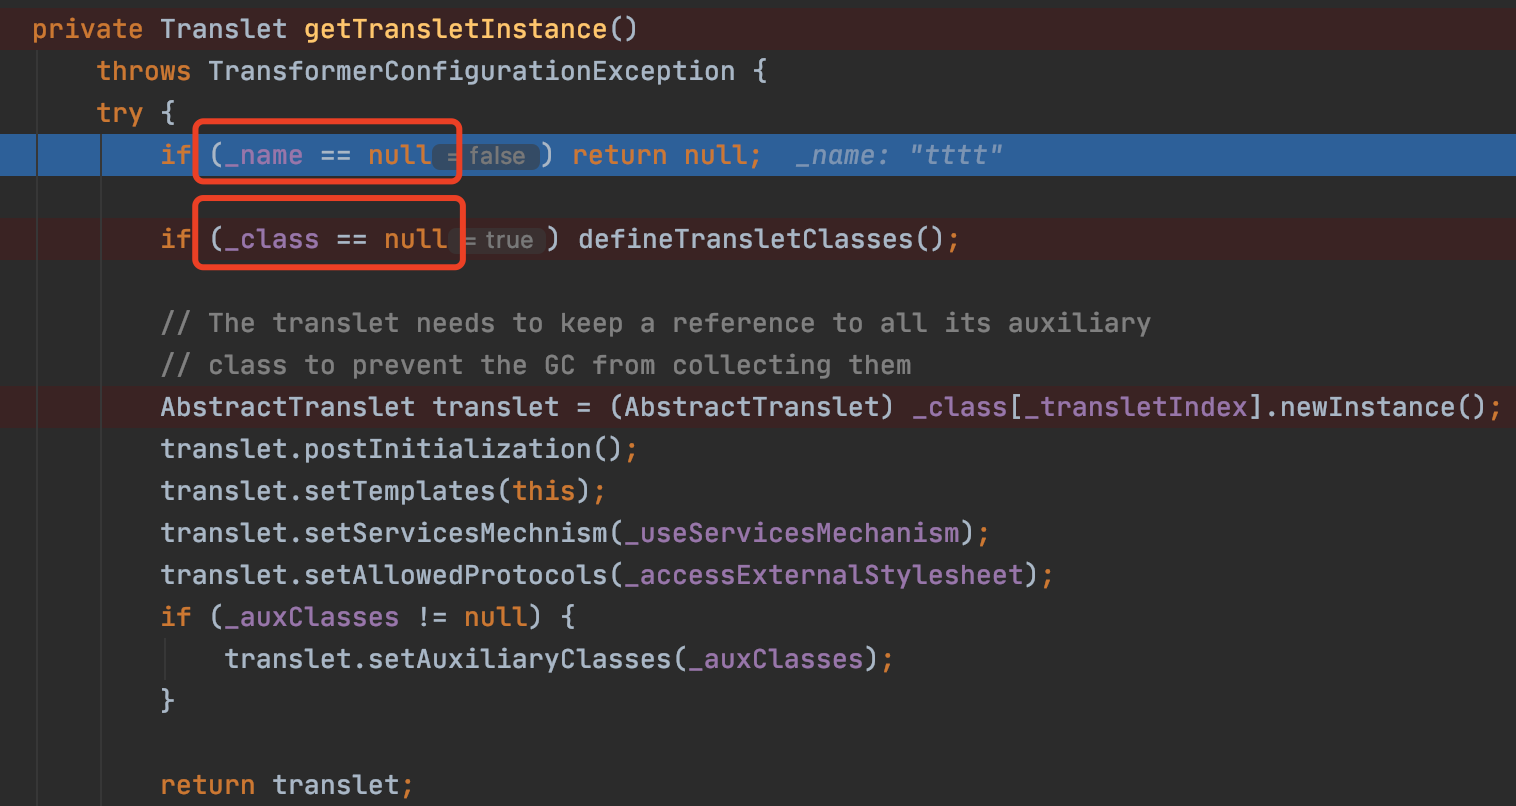 private Translet getTransletInstance()
throws TransformerConfigurationException {
try {
if (_name == null = false ) return null; _name: "tttt"
if (_class == null = true ) defineTransletClasses();
// The translet needs to keep a reference to all its auxiliary
// class to prevent the GC from collecting them
AbstractTranslet translet = (AbstractTranslet) _class[_transletIndex].newInstance();
translet.postInitialization();
translet.setTemplates(this);
translet.setServicesMechnism(_useServicesMechanism);
translet.setAllowedProtocols(_accessExternalStylesheet);
if (_auxClasses != null) {
translet.setAuxiliaryClasses(_auxClasses);
}
return translet;